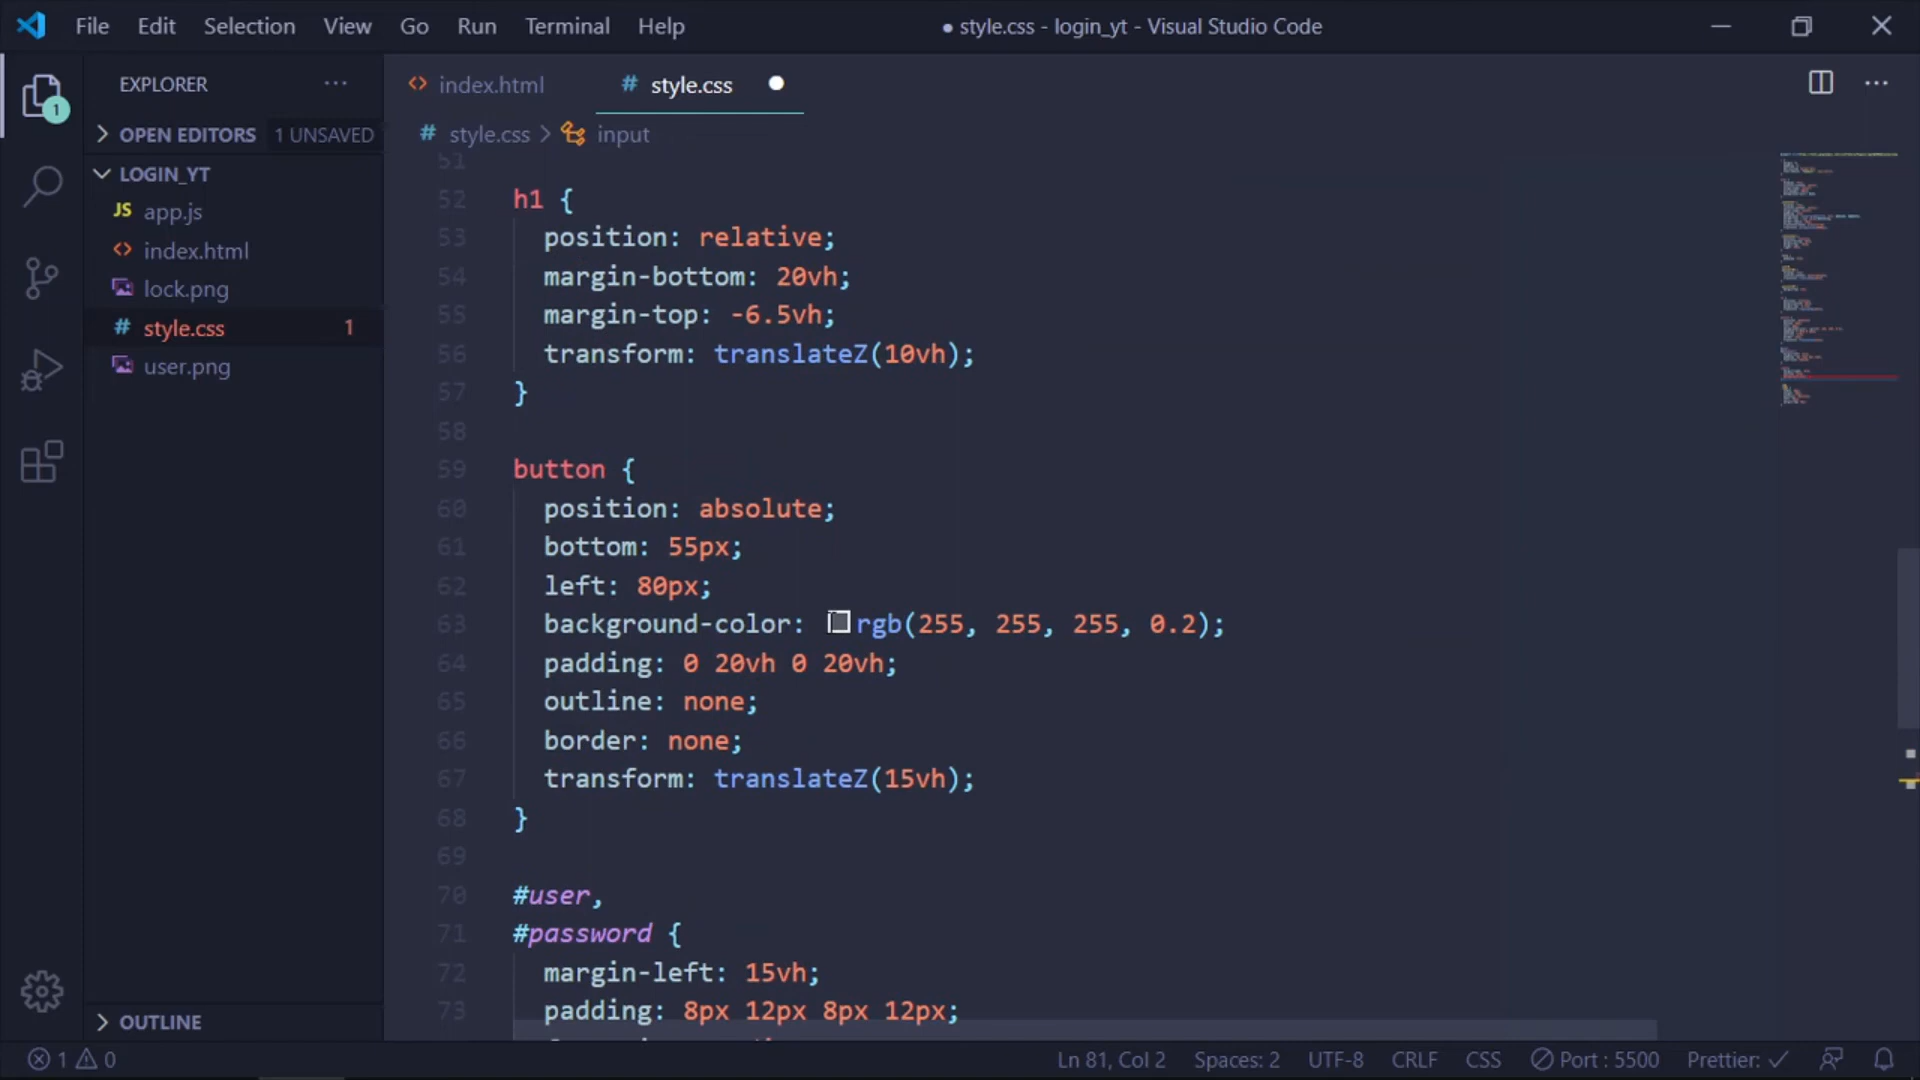 File Edit Selection View Go Run Terminal Help
● style.css - login_yt - Visual Studio Code
EXPLORER
1
OPEN EDITORS 1 UNSAVED
LOGIN_YT
JS app.js
<> index.html
lock.png
# style.css 1
user.png
OUTLINE
<> index.html
# style.css
# style.css > input
51
52 h1 {
53 position: relative;
54 margin-bottom: 20vh;
55 margin-top: -6.5vh;
56 transform: translateZ(10vh);
57 }
58
59 button {
60 position: absolute;
61 bottom: 55px;
62 left: 80px;
63 background-color: rgb(255, 255, 255, 0.2);
64 padding: 0 20vh 0 20vh;
65 outline: none;
66 border: none;
67 transform: translateZ(15vh);
68 }
69
70 #user,
71 #password {
72 margin-left: 15vh;
73 padding: 8px 12px 8px 12px;
1 0
Ln 81, Col 2 Spaces: 2 UTF-8 CRLF CSS Port : 5500 Prettier: ✓